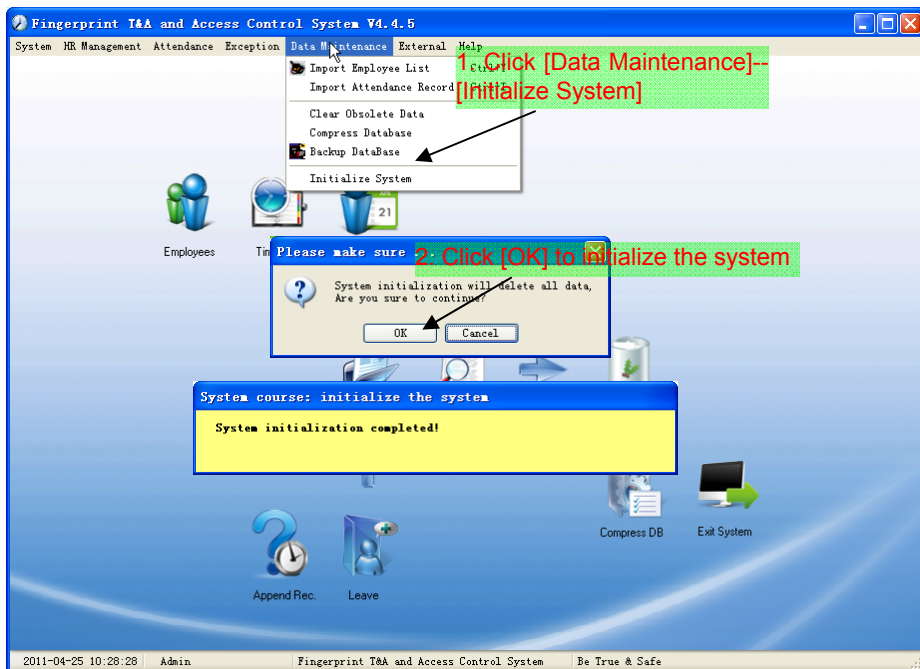 Fingerprint T&A and Access Control System V4.4.5
System HR Management Attendance Exception Data Maintenance External Help
1. Click [Data Maintenance]--
[Initialize System]
Import Employee List
Import Attendance Record
Clear Obsolete Data
Compress Database
Backup DataBase
Initialize System
21
Employees
Please make sure ...
2. Click [OK] to initialize the system
System initialization will delete all data,
Are you sure to continue?
OK Cancel
System course: initialize the system
System initialization completed!
Compress DB Exit System
Append Rec. Leave
2011-04-25 10:28:28 Admin Fingerprint T&A and Access Control System Be True & Safe